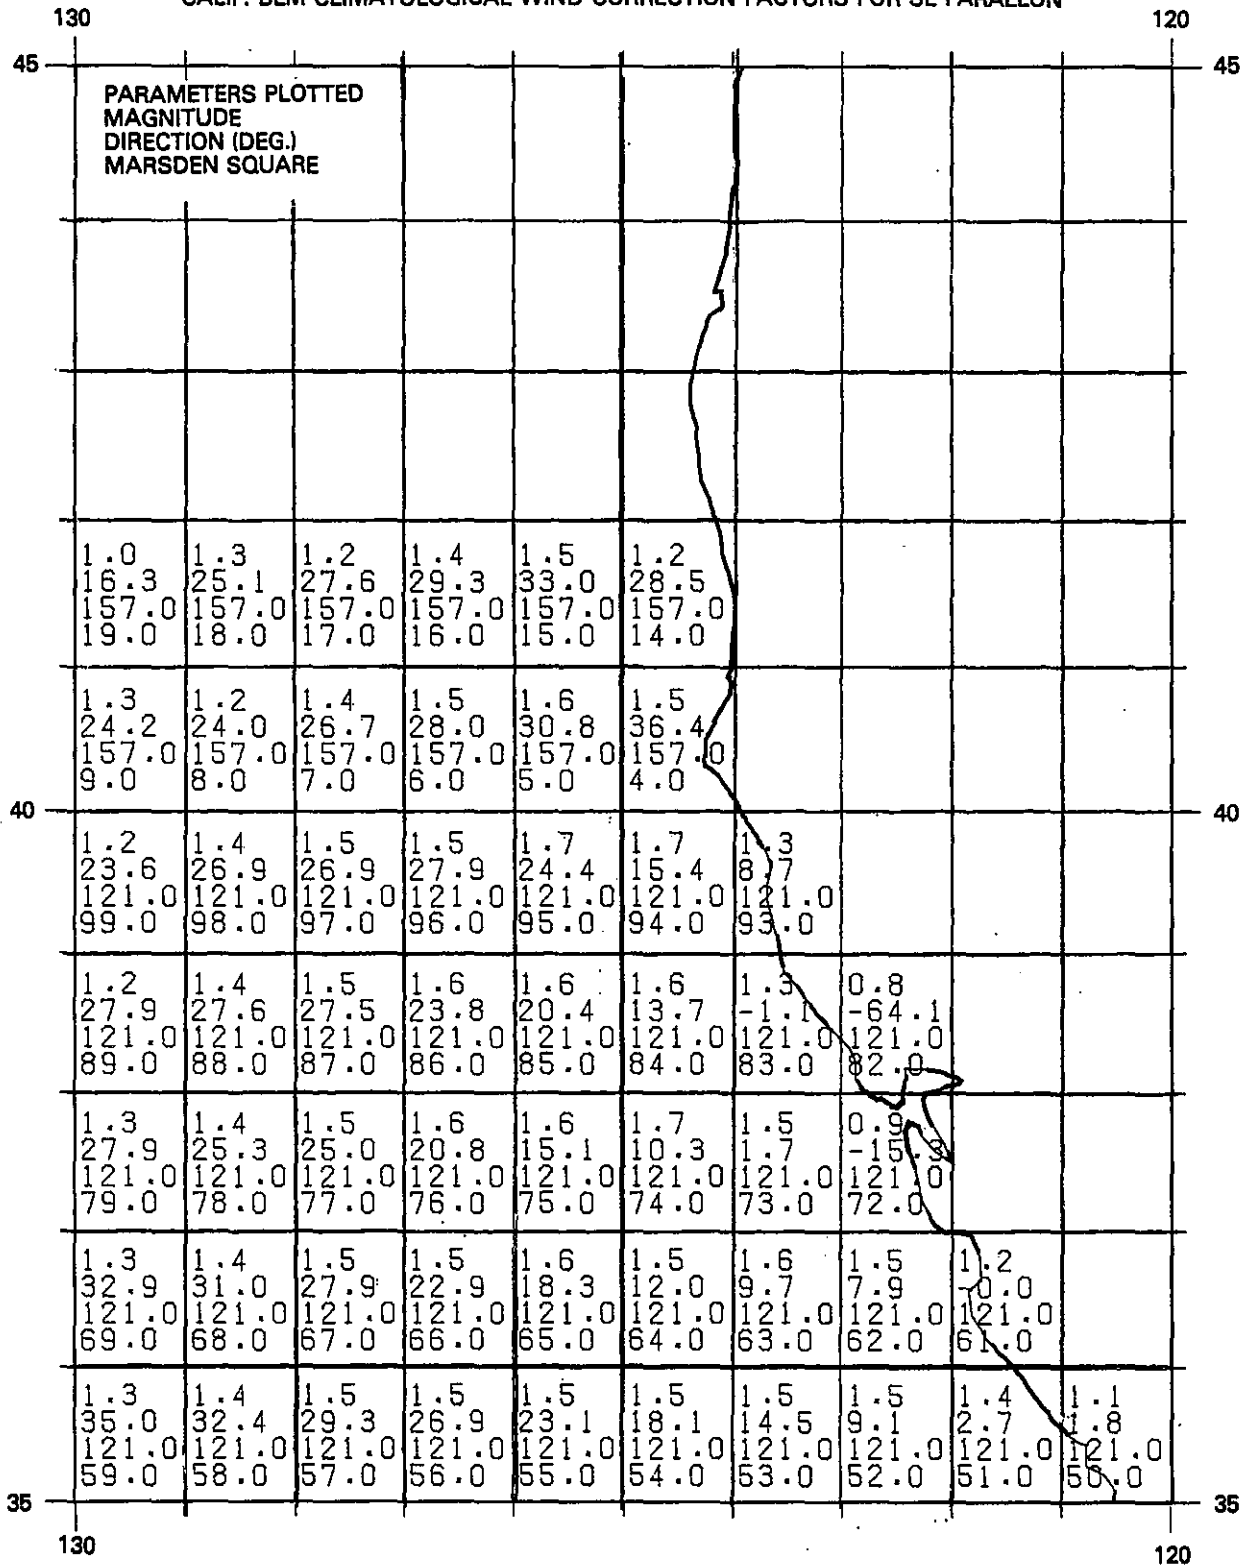 CALIF. BLM CLIMATOLOGICAL WIND CORRECTION FACTORS FOR SE FARALLON
130 120
45 45
PARAMETERS PLOTTED
MAGNITUDE
DIRECTION (DEG.)
MARSDEN SQUARE
1.0 1.3 1.2 1.4 1.5 1.2
16.3 25.1 27.6 29.3 33.0 28.5
157.0 157.0 157.0 157.0 157.0 157.0
19.0 18.0 17.0 16.0 15.0 14.0
1.3 1.2 1.4 1.5 1.6 1.5
24.2 24.0 26.7 28.0 30.8 36.4
157.0 157.0 157.0 157.0 157.0 157.0
9.0 8.0 7.0 6.0 5.0 4.0
40 40
1.2 1.4 1.5 1.5 1.7 1.7 1.3
23.6 26.9 26.9 27.9 24.4 15.4 8.7
121.0 121.0 121.0 121.0 121.0 121.0 121.0
99.0 98.0 97.0 96.0 95.0 94.0 93.0
1.2 1.4 1.5 1.6 1.6 1.6 1.3 0.8
27.9 27.6 27.5 23.8 20.4 13.7 -1.1 -64.1
121.0 121.0 121.0 121.0 121.0 121.0 121.0 121.0
89.0 88.0 87.0 86.0 85.0 84.0 83.0 82.0
1.3 1.4 1.5 1.6 1.6 1.7 1.5 0.9
27.9 25.3 25.0 20.8 15.1 10.3 1.7 -15.3
121.0 121.0 121.0 121.0 121.0 121.0 121.0 121.0
79.0 78.0 77.0 76.0 75.0 74.0 73.0 72.0
1.3 1.4 1.5 1.5 1.6 1.5 1.6 1.5 1.2
32.9 31.0 27.9 22.9 18.3 12.0 9.7 7.9 -0.0
121.0 121.0 121.0 121.0 121.0 121.0 121.0 121.0 121.0
69.0 68.0 67.0 66.0 65.0 64.0 63.0 62.0 61.0
1.3 1.4 1.5 1.5 1.5 1.5 1.5 1.5 1.4 1.1
35.0 32.4 29.3 26.9 23.1 18.1 14.5 9.1 2.7 1.8
121.0 121.0 121.0 121.0 121.0 121.0 121.0 121.0 121.0 121.0
59.0 58.0 57.0 56.0 55.0 54.0 53.0 52.0 51.0 50.0
35 35
130 120